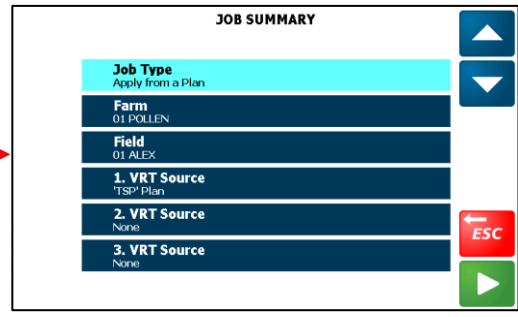 JOB SUMMARY
Job Type
Apply from a Plan
Farm
01 POLLEN
Field
01 ALEX
1. VRT Source
'TSP' Plan
2. VRT Source
None
3. VRT Source
None
ESC